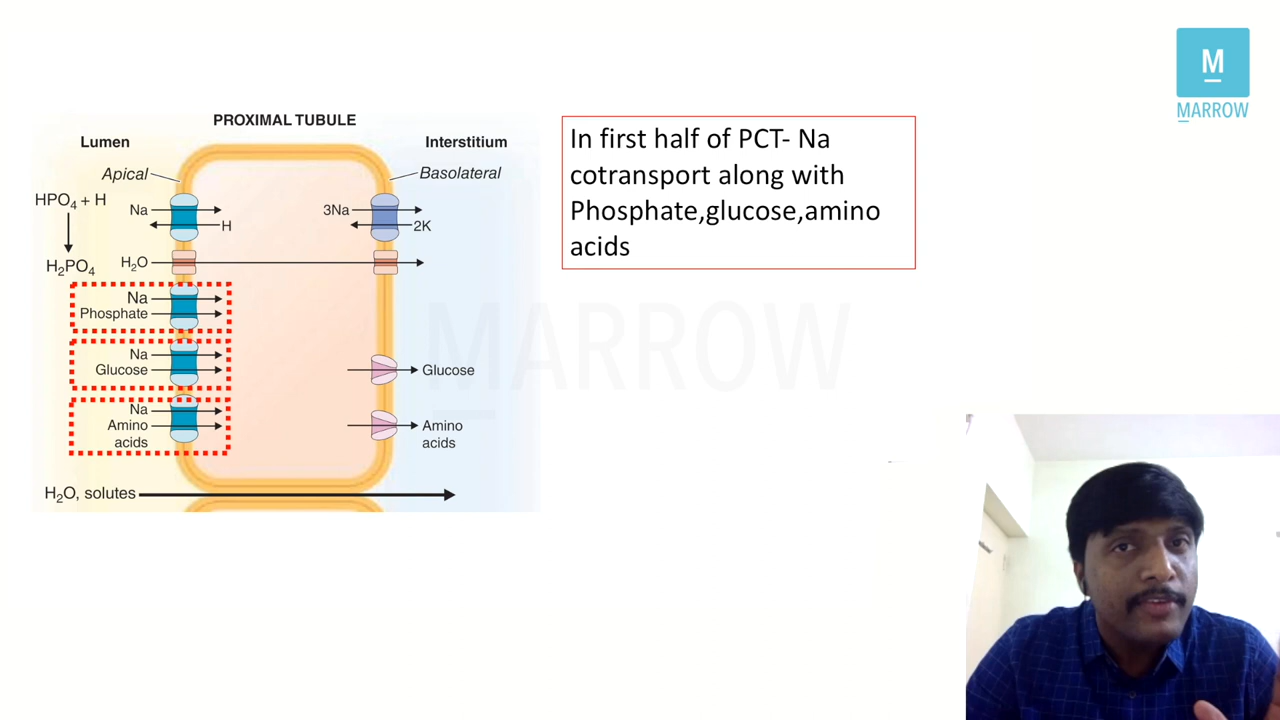 M
MARROW
PROXIMAL TUBULE
Lumen
Interstitium
Apical
Basolateral
HPO₄ + H
H₂PO₄
Na
H
3Na
2K
H₂O
Na
Phosphate
Na
Glucose
Glucose
Na
Amino
acids
Amino
acids
H₂O, solutes
In first half of PCT- Na
cotransport along with
Phosphate,glucose,amino
acids
MARROW